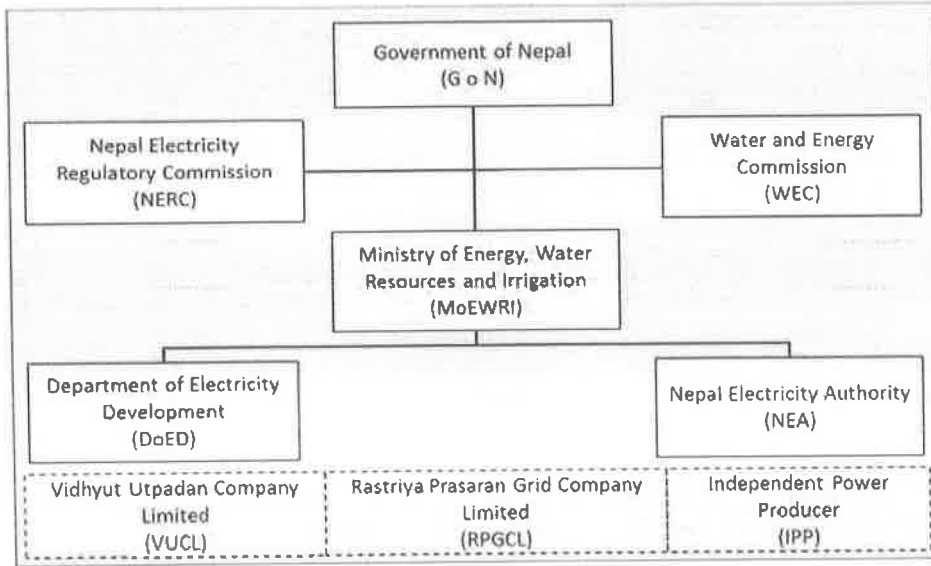 Government of Nepal
(G o N)
Nepal Electricity
Regulatory Commission
(NERC)
Water and Energy
Commission
(WEC)
Ministry of Energy, Water
Resources and Irrigation
(MoEWRI)
Department of Electricity
Development
(DoED)
Nepal Electricity Authority
(NEA)
Vidhyut Utpadan Company
Limited
(VUCL)
Rastriya Prasaran Grid Company
Limited
(RPGCL)
Independent Power
Producer
(IPP)